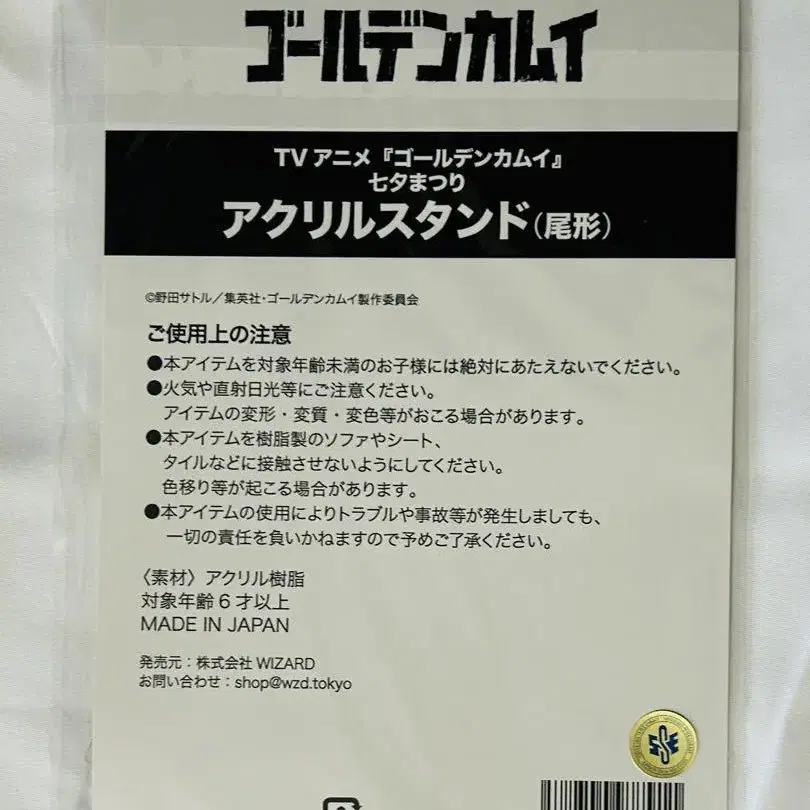 ゴールデンカムイ
TVアニメ『ゴールデンカムイ』
七夕まつり
アクリルスタンド（尾形）
©野田サトル／集英社・ゴールデンカムイ製作委員会
ご使用上の注意
●本アイテムを対象年齢未満のお子様には絶対にあたえないでください。
●火気や直射日光等にご注意ください。
アイテムの変形・変質・変色等がおこる場合があります。
●本アイテムを樹脂製のソファやシート、
タイルなどに接触させないようにしてください。
色移り等が起こる場合があります。
●本アイテムの使用によりトラブルや事故等が発生しましても、
一切の責任を負いかねますので予めご了承ください。
〈素材〉アクリル樹脂
対象年齢6才以上
MADE IN JAPAN
発売元：株式会社WIZARD
お問い合わせ：shop@wzd.tokyo